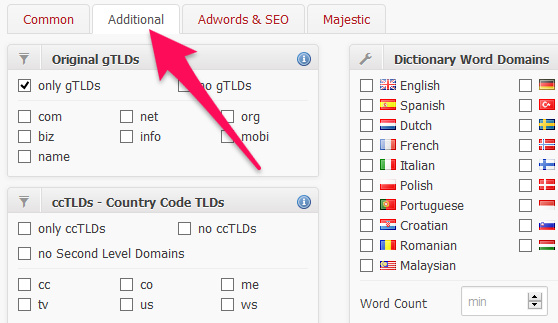 Common Additional Adwords & SEO Majestic
Original gTLDs
only gTLDs no gTLDs
com net org
biz info mobi
name
ccTLDs - Country Code TLDs
only ccTLDs no ccTLDs
no Second Level Domains
cc co me
tv us ws
Dictionary Word Domains
English
Spanish
Dutch
French
Italian
Polish
Portuguese
Croatian
Romanian
Malaysian
Word Count min